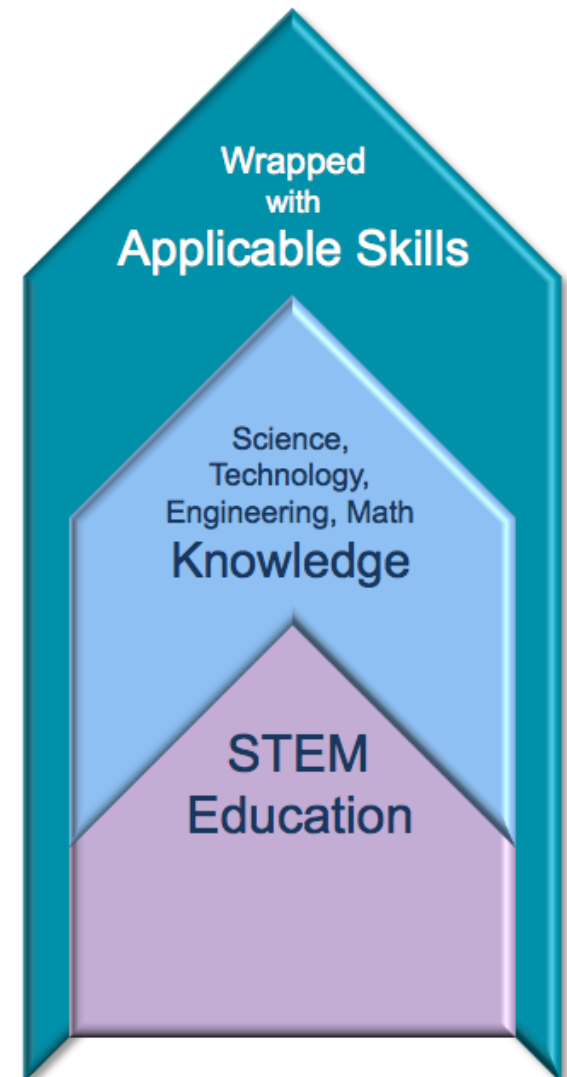 Wrapped
with
Applicable Skills
Science,
Technology,
Engineering, Math
Knowledge
STEM
Education